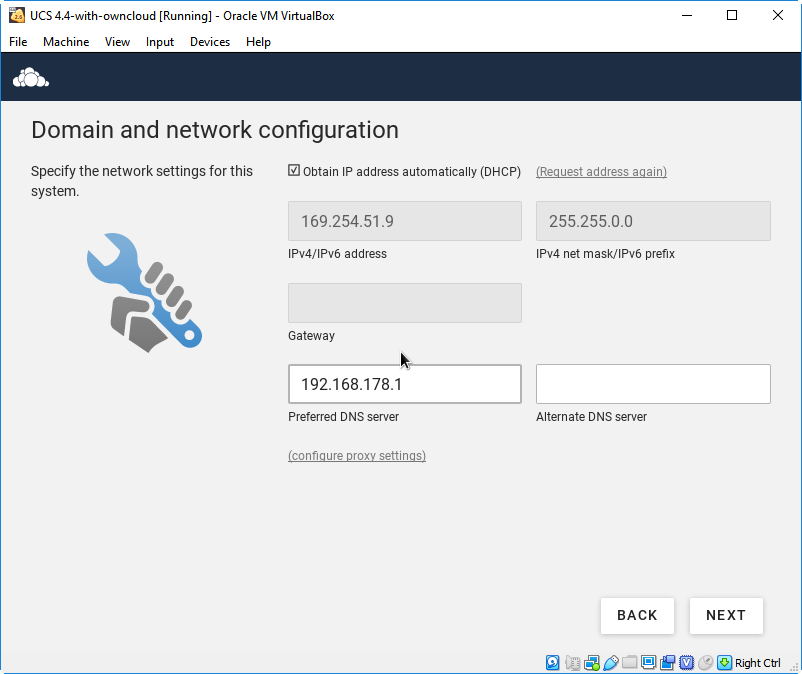 UCS 4.4-with-owncloud [Running] - Oracle VM VirtualBox
File Machine View Input Devices Help
Domain and network configuration
Specify the network settings for this
system.
Obtain IP address automatically (DHCP) (Request address again)
169.254.51.9 255.255.0.0
IPv4/IPv6 address IPv4 net mask/IPv6 prefix
Gateway
192.168.178.1
Preferred DNS server Alternate DNS server
(configure proxy settings)
BACK NEXT
Right Ctrl